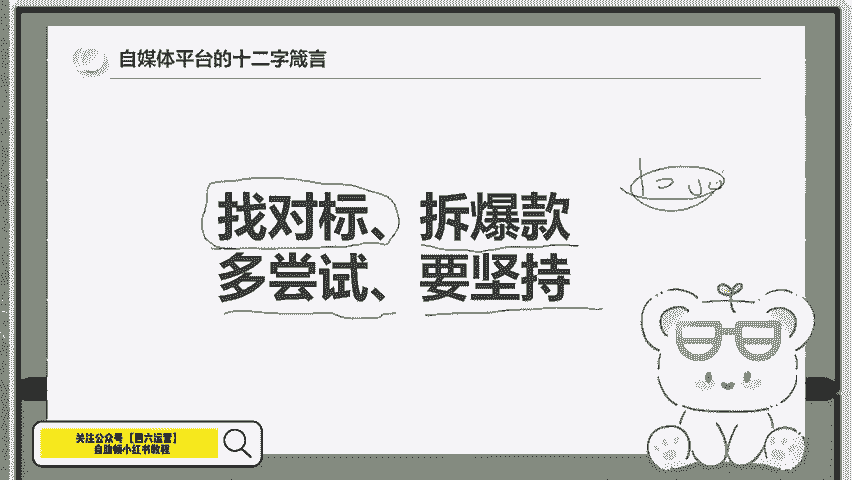 自媒体平台的十二字箴言
找对标、拆爆款
多尝试、要坚持
关注公众号【四六运营】
自助领小红书教程